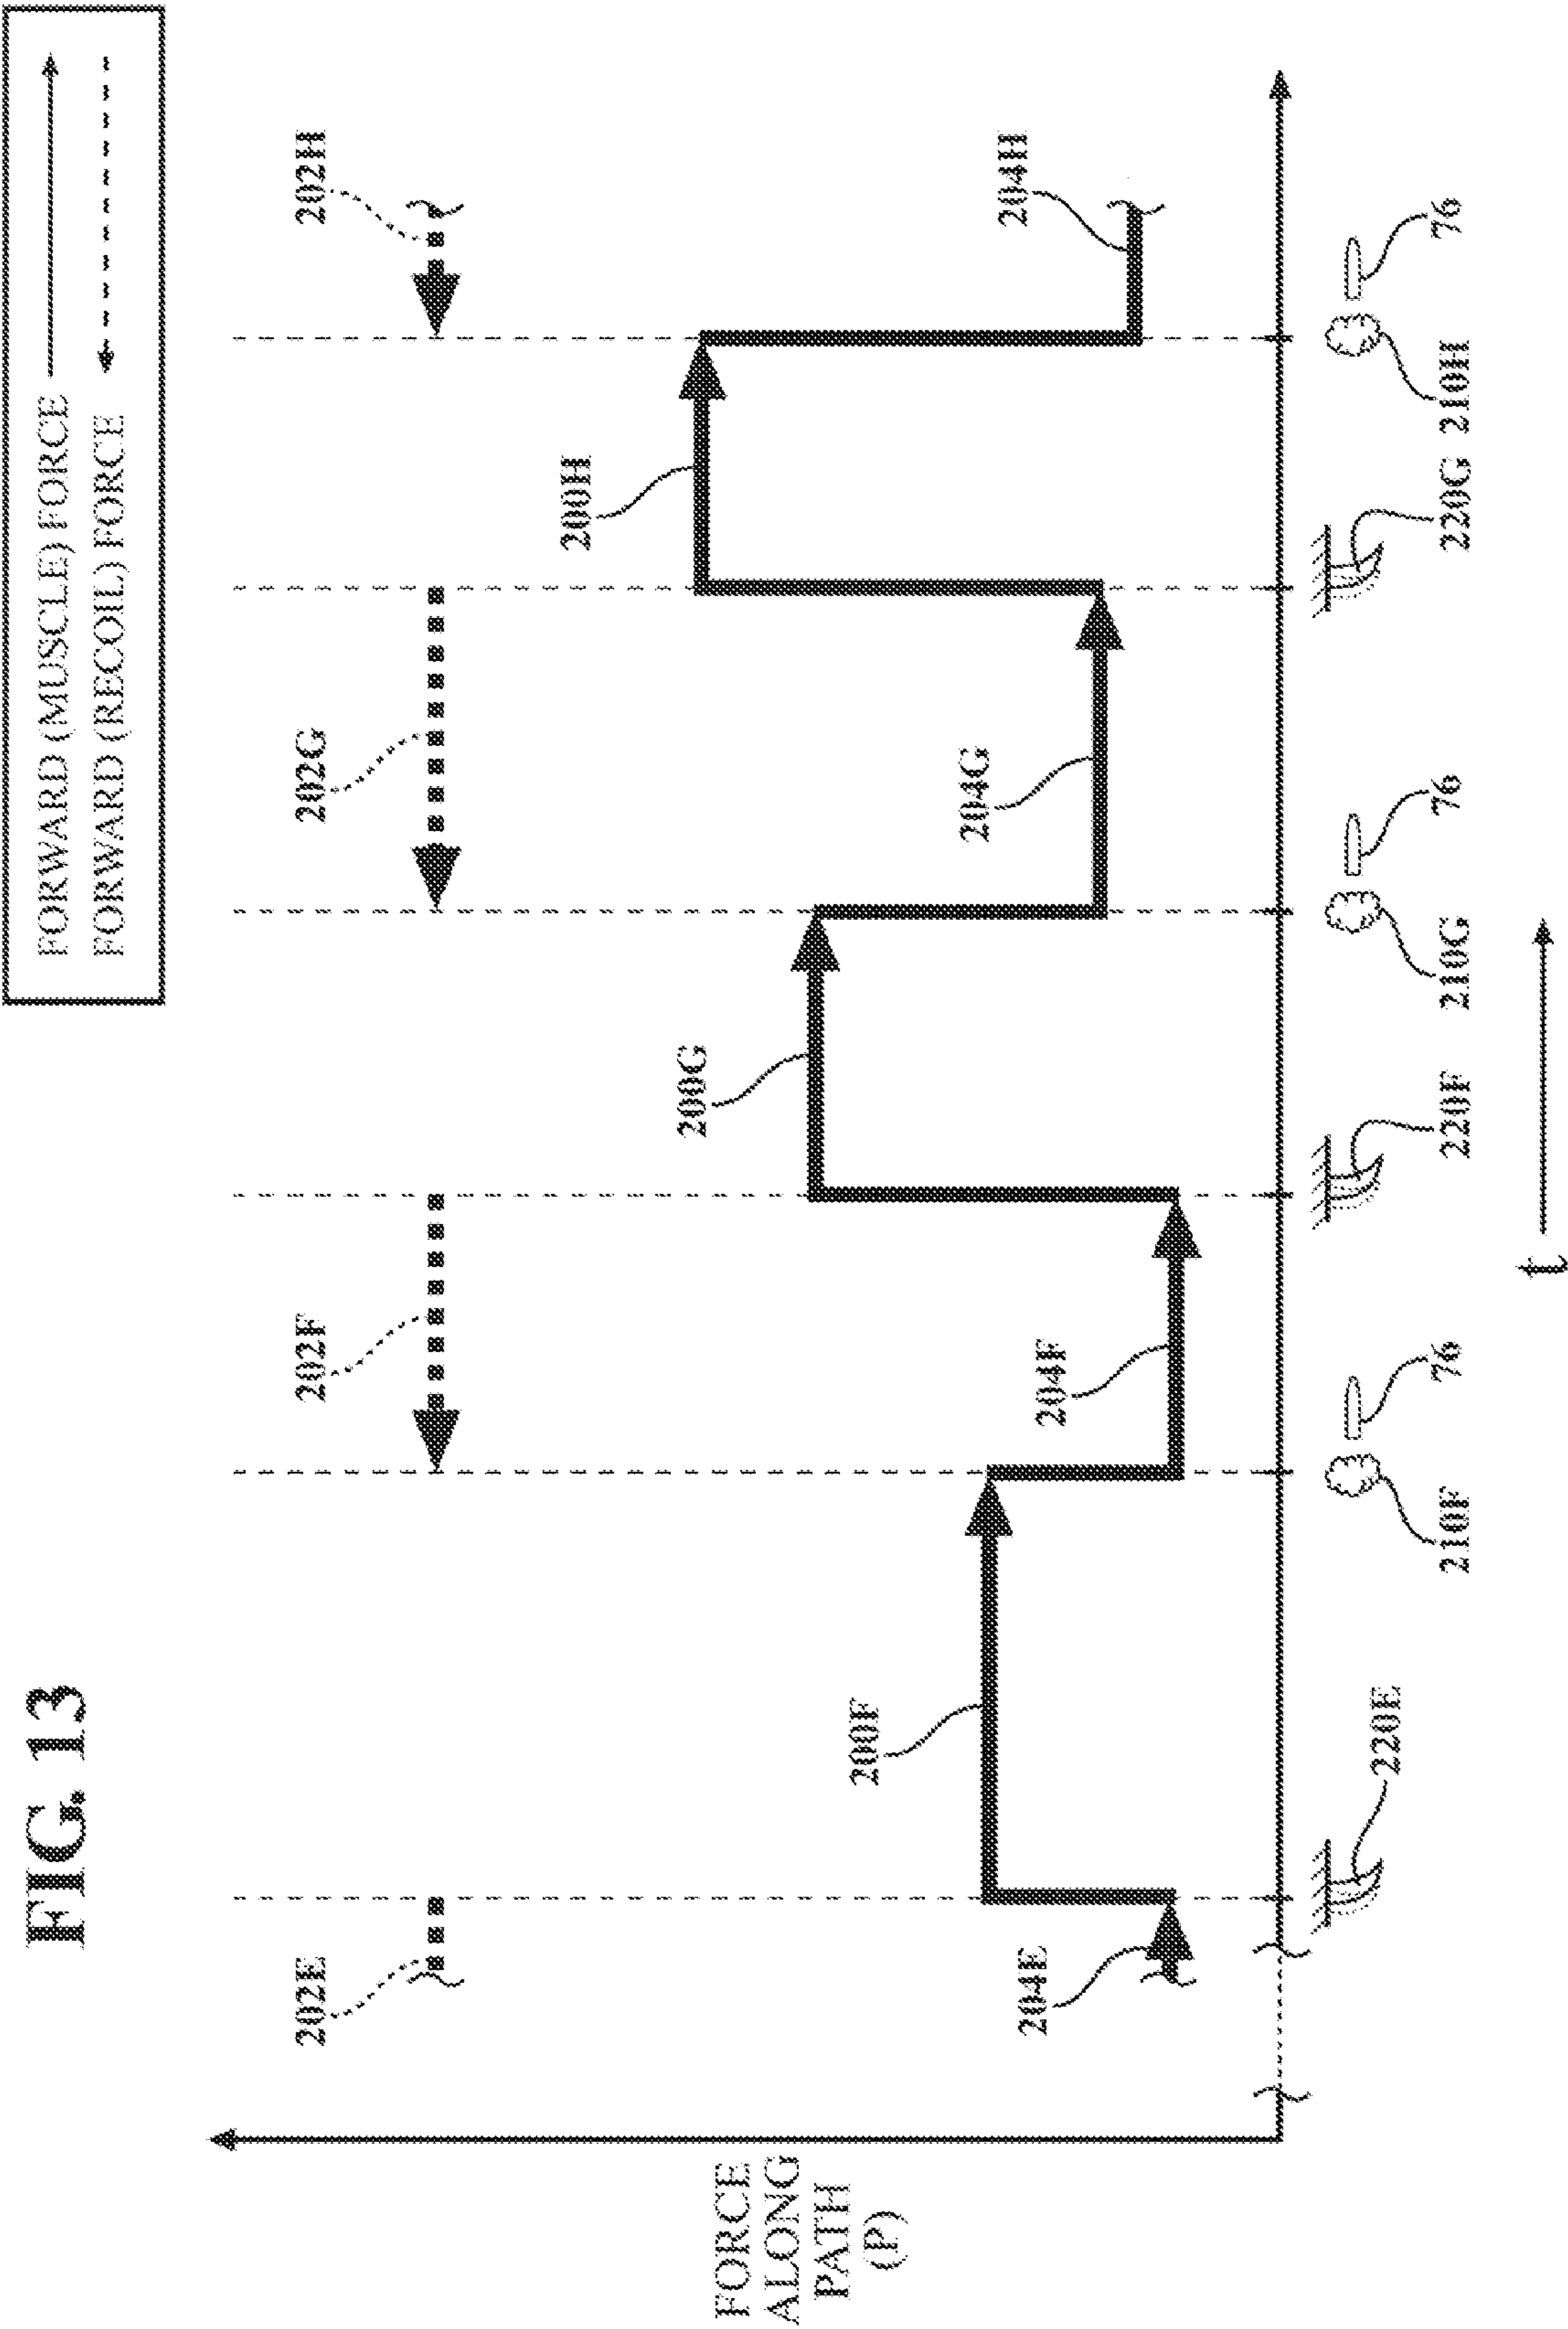 FIG. 13
FORWARD (MUSCLE) FORCE
FORWARD (RECOIL) FORCE
202E
202F
202G
202H
200H
200G
200F
204E
204F
204G
204H
FORCE
ALONG
PATH
(P)
220E
210F
76
220F
210G
76
220G
210H
76
t